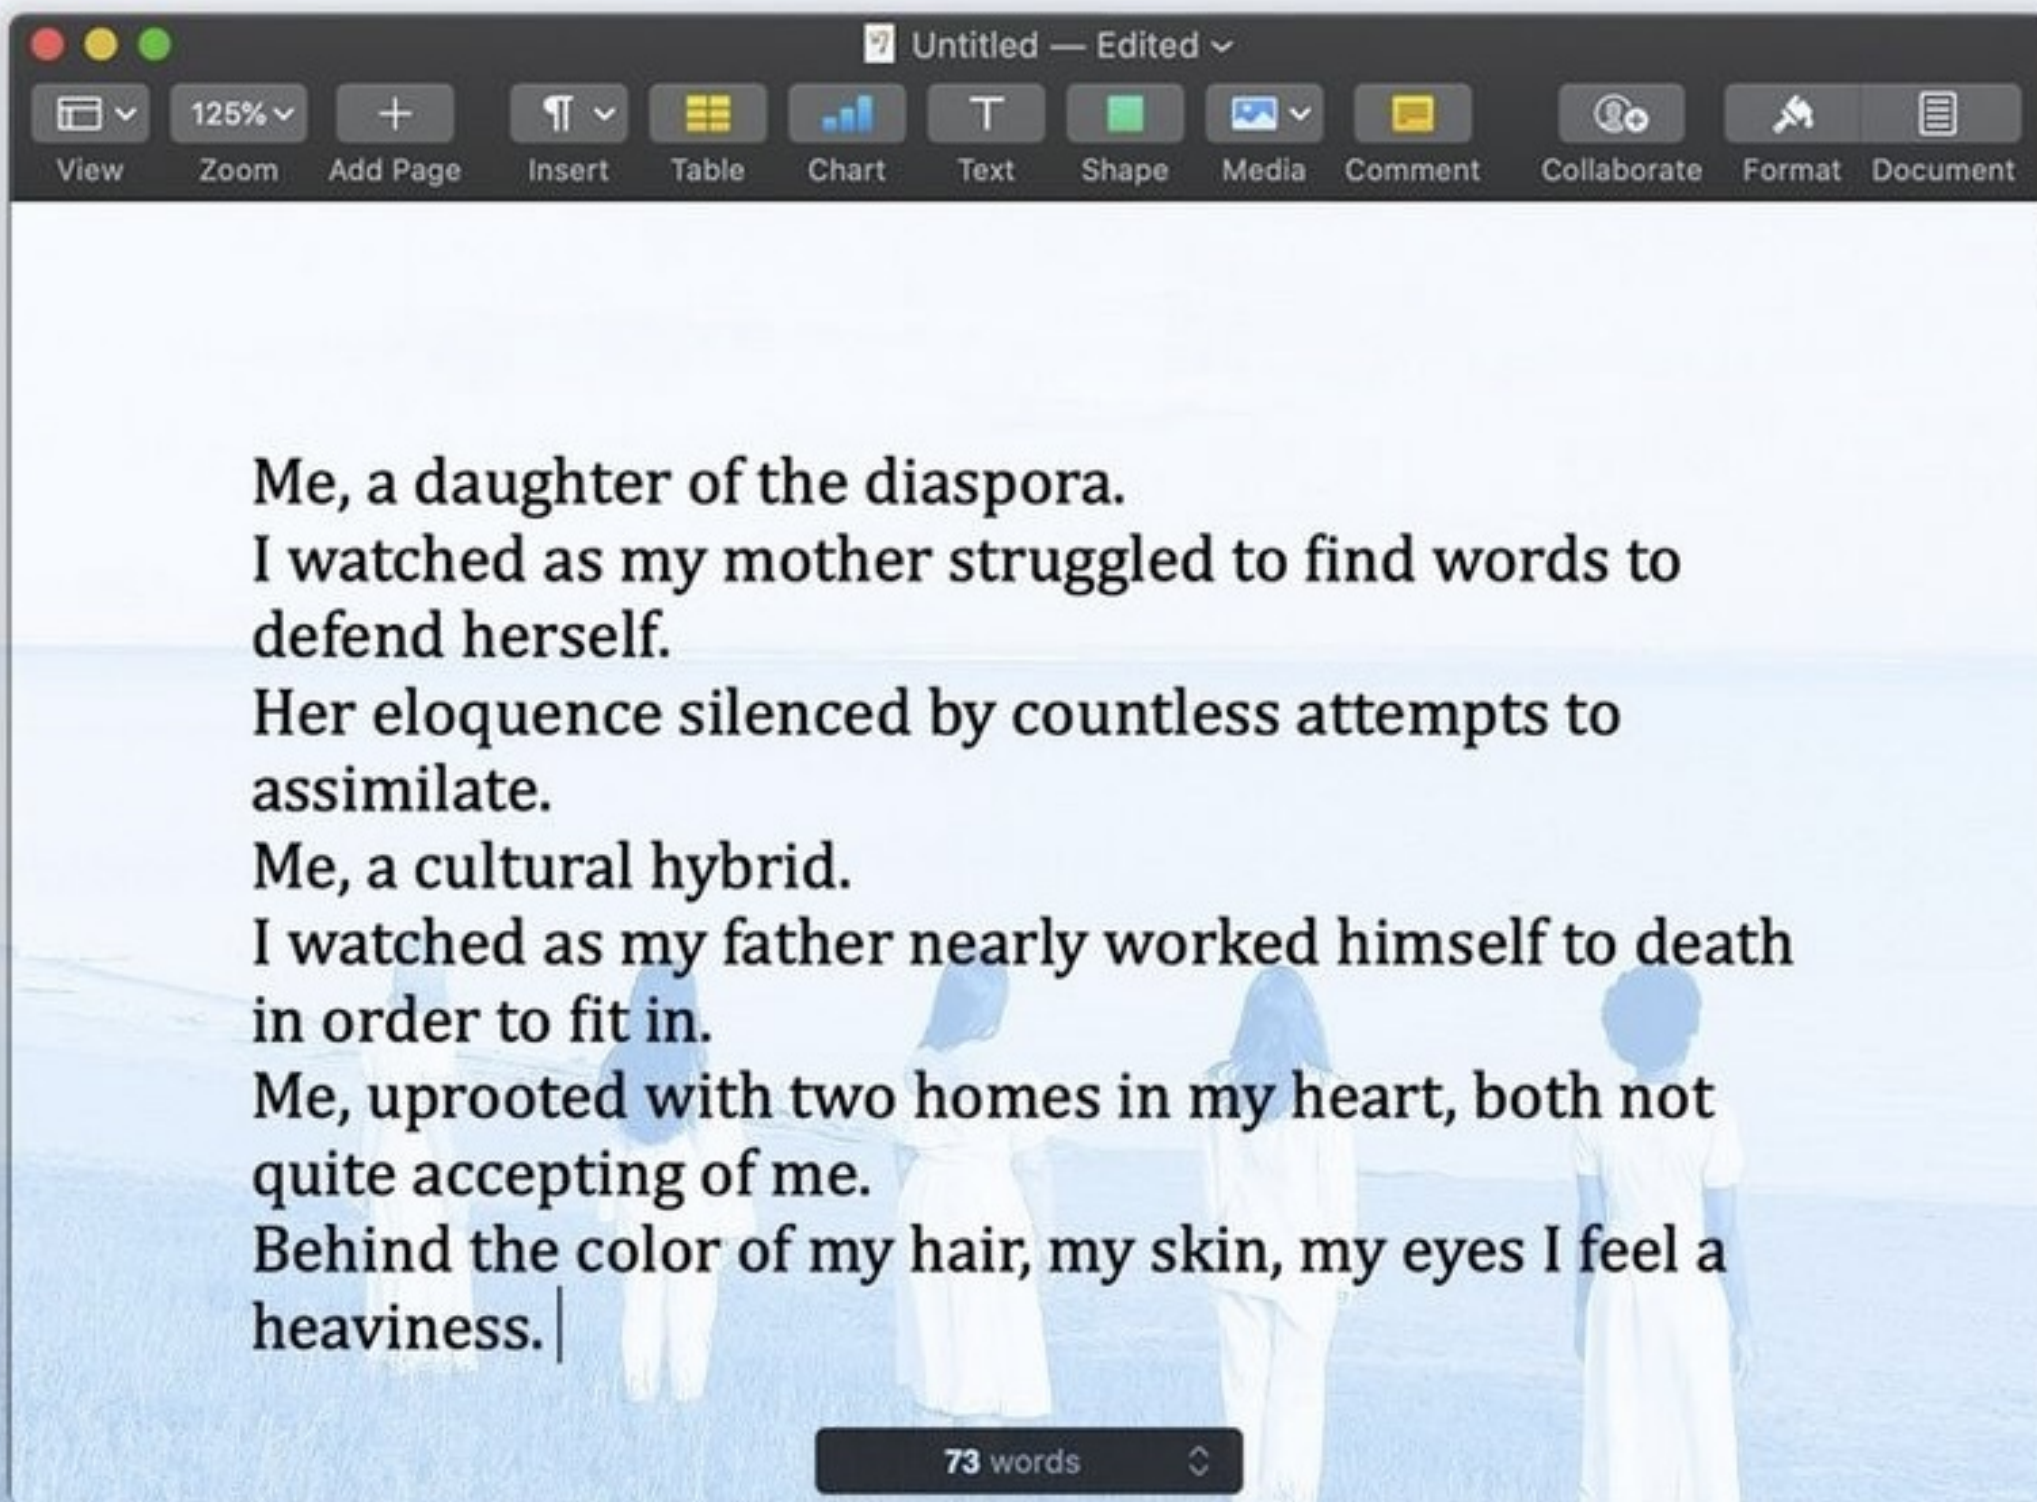 Untitled — Edited
125%
View
Zoom
Add Page
Insert
Table
Chart
Text
Shape
Media
Comment
Collaborate
Format
Document
Me, a daughter of the diaspora.
I watched as my mother struggled to find words to
defend herself.
Her eloquence silenced by countless attempts to
assimilate.
Me, a cultural hybrid.
I watched as my father nearly worked himself to death
in order to fit in.
Me, uprooted with two homes in my heart, both not
quite accepting of me.
Behind the color of my hair, my skin, my eyes I feel a
heaviness.
73 words